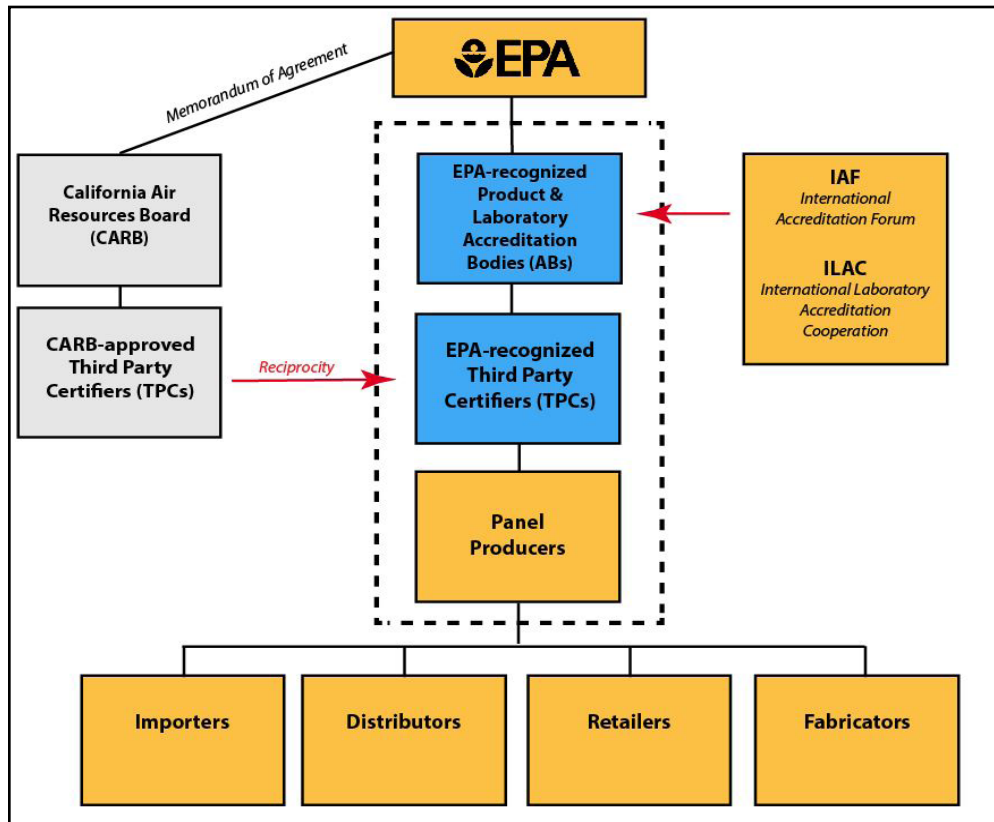 EPA
Memorandum of Agreement
California Air
Resources Board
(CARB)
EPA-recognized
Product &
Laboratory
Accreditation
Bodies (ABs)
IAF
International
Accreditation Forum
ILAC
International Laboratory
Accreditation
Cooperation
CARB-approved
Third Party
Certifiers (TPCs)
Reciprocity
EPA-recognized
Third Party
Certifiers (TPCs)
Panel
Producers
Importers
Distributors
Retailers
Fabricators